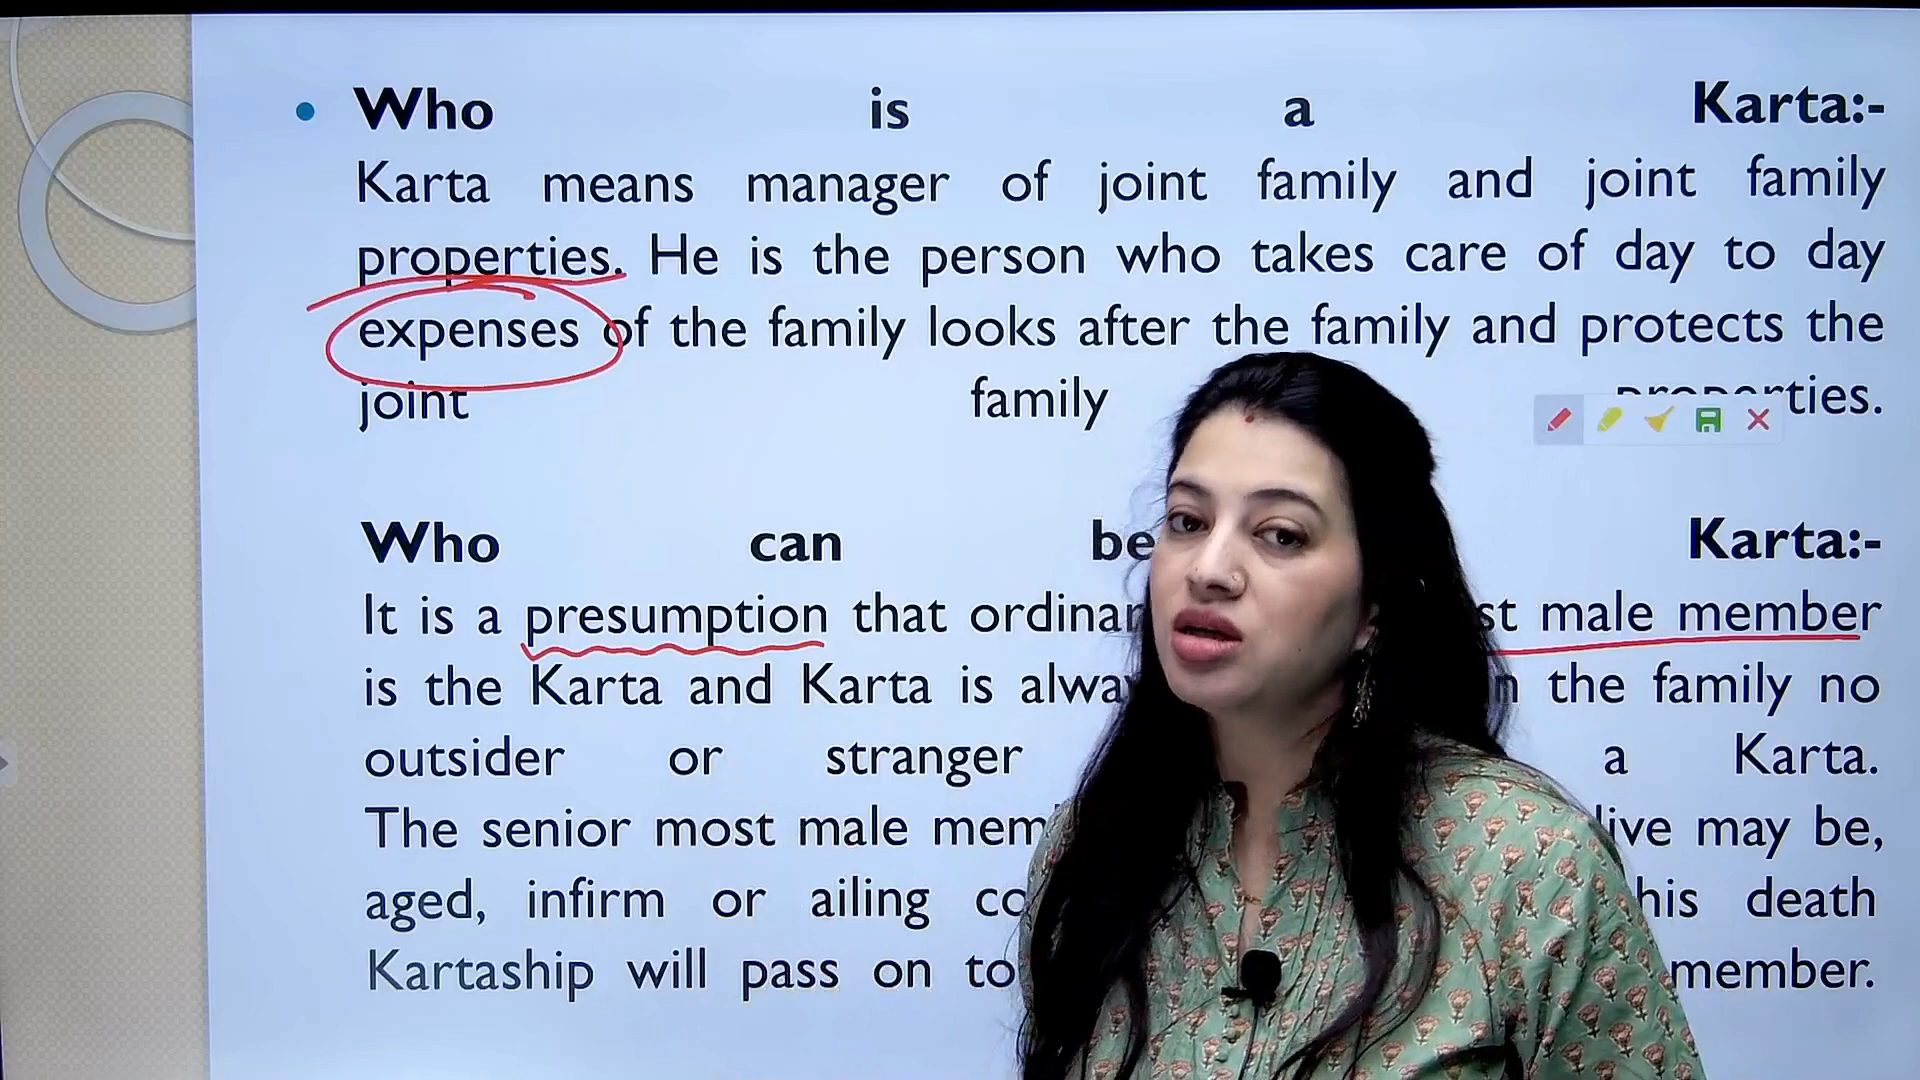 Who is a Karta:-
Karta means manager of joint family and joint family
properties. He is the person who takes care of day to day
expenses of the family looks after the family and protects the
joint family properties.
Who can be Karta:-
It is a presumption that ordinar st male member
is the Karta and Karta is alwa n the family no
outsider or stranger a Karta.
The senior most male mem live may be,
aged, infirm or ailing co his death
Kartaship will pass on to member.